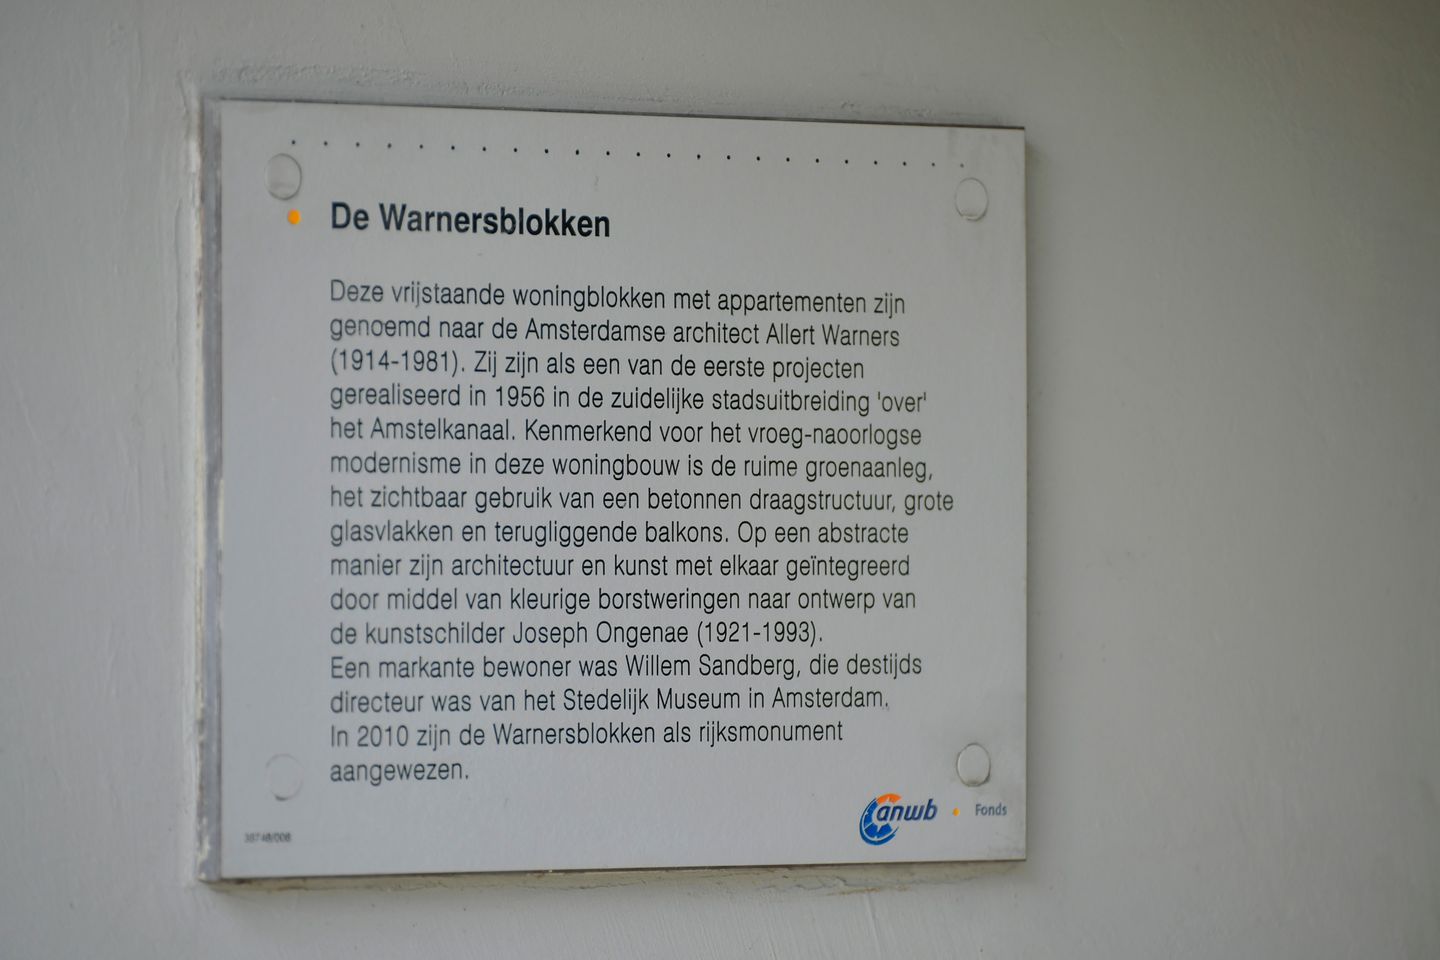 De Warnersblokken
Deze vrijstaande woningblokken met appartementen zijn
genoemd naar de Amsterdamse architect Allert Warners
(1914-1981). Zij zijn als een van de eerste projecten
gerealiseerd in 1956 in de zuidelijke stadsuitbreiding 'over'
het Amstelkanaal. Kenmerkend voor het vroeg-naoorlogse
modernisme in deze woningbouw is de ruime groenaanleg,
het zichtbaar gebruik van een betonnen draagstructuur, grote
glasvlakken en terugliggende balkons. Op een abstracte
manier zijn architectuur en kunst met elkaar geïntegreerd
door middel van kleurige borstweringen naar ontwerp van
de kunstschilder Joseph Ongenae (1921-1993).
Een markante bewoner was Willem Sandberg, die destijds
directeur was van het Stedelijk Museum in Amsterdam.
In 2010 zijn de Warnersblokken als rijksmonument
aangewezen.
anwb • Fonds